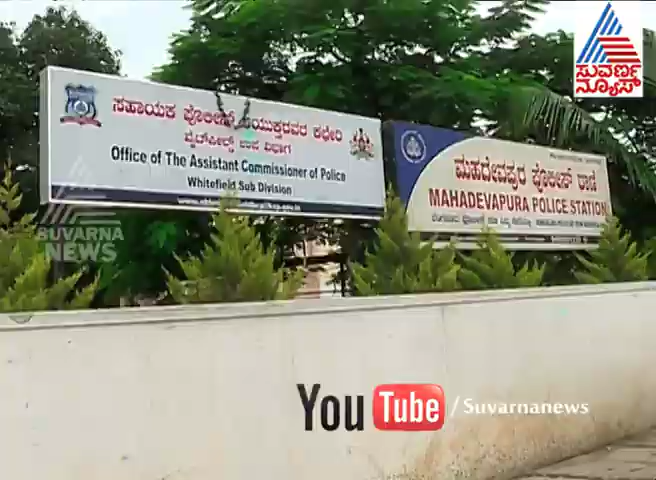 ಸುವರ್ಣ
ನ್ಯೂಸ್
ಸಹಾಯಕ ಪೊಲೀಸ್ ಆಯುಕ್ತರವರ ಕಛೇರಿ
ವೈಟ್‌ಫೀಲ್ಡ್ ಉಪ ವಿಭಾಗ
Office of The Assistant Commissioner of Police
Whitefield Sub Division
ಮಹದೇವಪುರ ಪೊಲೀಸ್ ಠಾಣೆ
MAHADEVAPURA POLICE STATION
SUVARNA
NEWS
YouTube /Suvarnanews